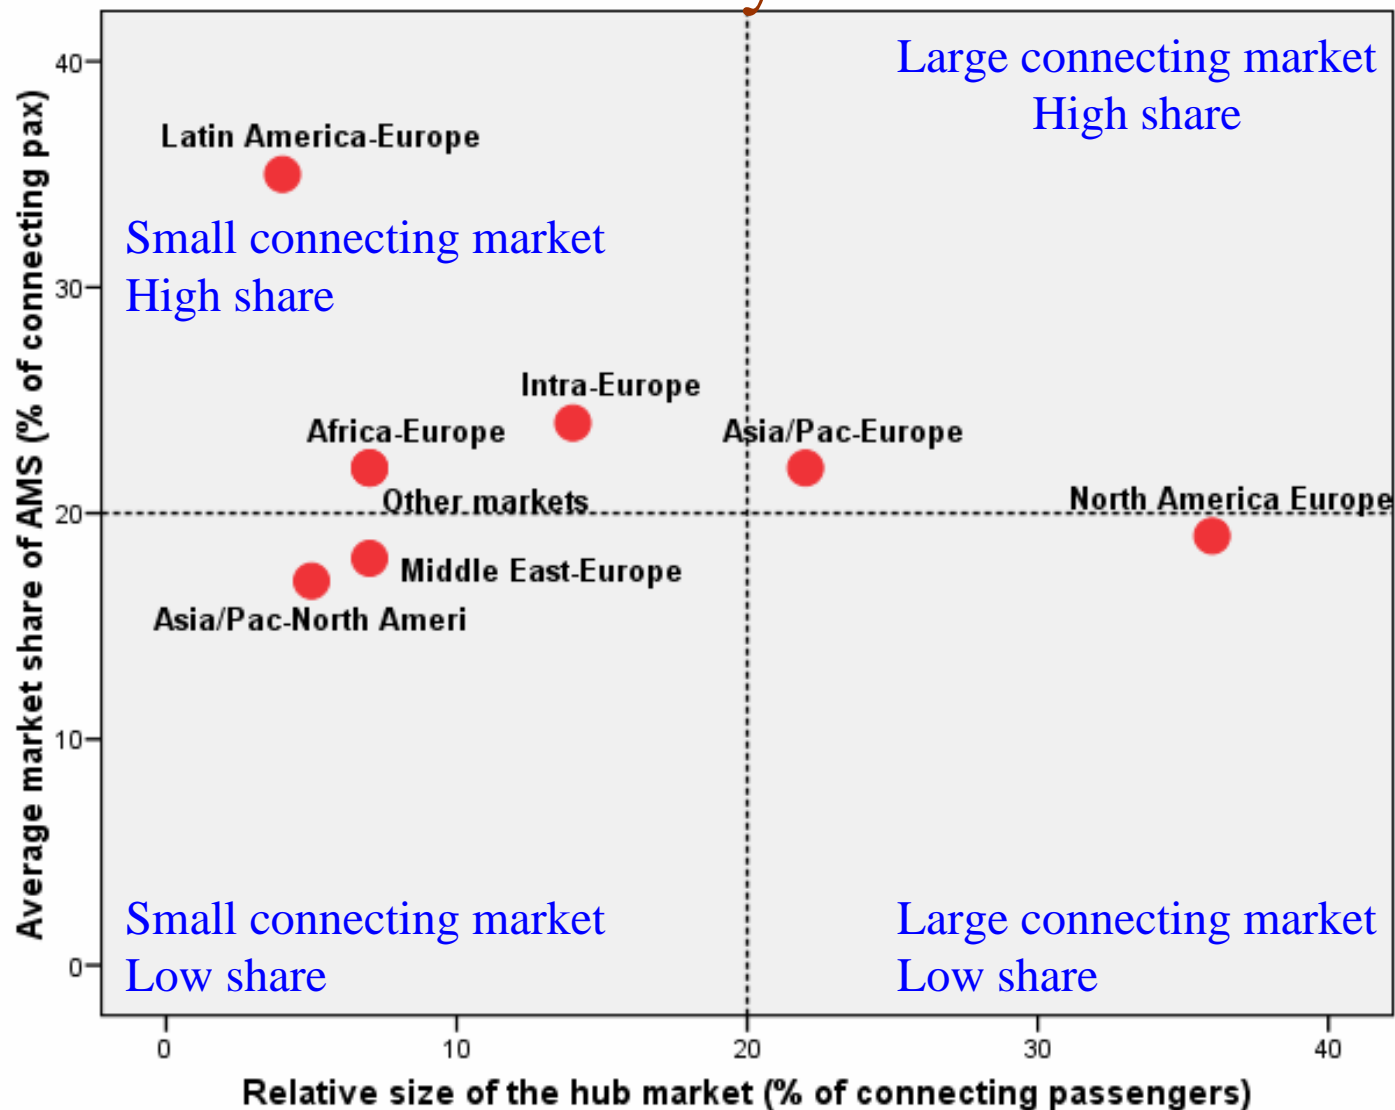 Large connecting market
High share
40
Latin America-Europe
Small connecting market
High share
30
Intra-Europe
Africa-Europe
Asia/Pac-Europe
Other markets
North America Europe
20
Middle East-Europe
Asia/Pac-North Ameri
10
Small connecting market
Low share
Large connecting market
Low share
0
0 10 20 30 40
Relative size of the hub market (% of connecting passengers)
Average market share of AMS (% of connecting pax)